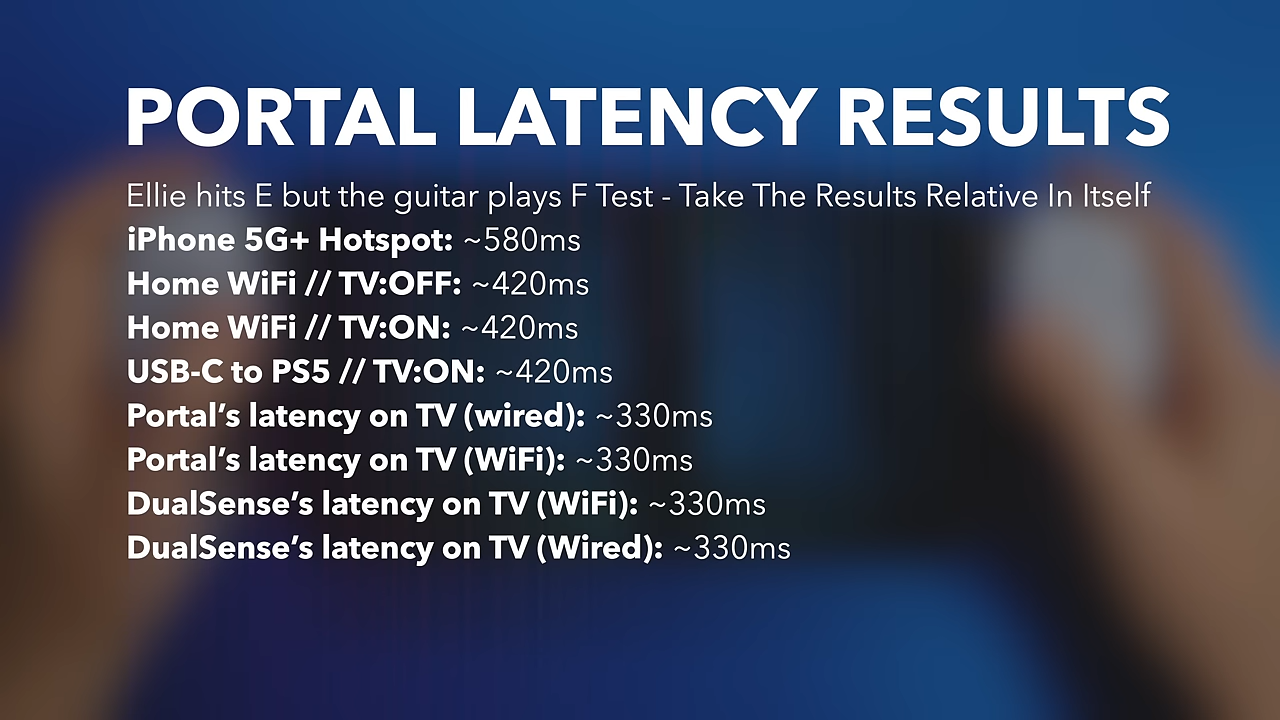 PORTAL LATENCY RESULTS
Ellie hits E but the guitar plays F Test - Take The Results Relative In Itself
iPhone 5G+ Hotspot: ~580ms
Home WiFi // TV:OFF: ~420ms
Home WiFi // TV:ON: ~420ms
USB-C to PS5 // TV:ON: ~420ms
Portal’s latency on TV (wired): ~330ms
Portal’s latency on TV (WiFi): ~330ms
DualSense’s latency on TV (WiFi): ~330ms
DualSense’s latency on TV (Wired): ~330ms